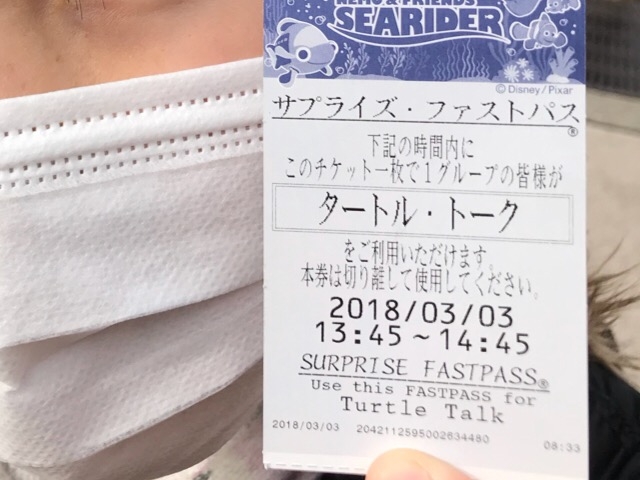 NEMO & FRIENDS
SEARIDER
©Disney/Pixar
サプライズ・ファストパス
®
下記の時間内に
このチケット一枚で1グループの皆様が
タートル・トーク
をご利用いただけます。
本券は切り離して使用してください。
2018/03/03
13:45～14:45
SURPRISE FASTPASS®
Use this FASTPASS for
Turtle Talk
2018/03/03 2042112595002634480 08:33